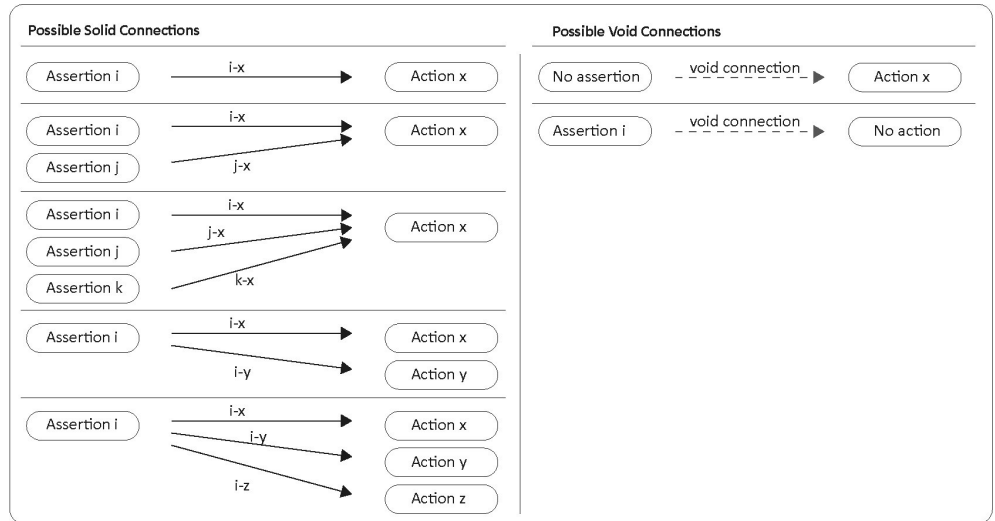 Possible Solid Connections
Assertion i
i-x
Action x
Assertion i
i-x
Action x
Assertion j
j-x
Assertion i
i-x
Action x
Assertion j
j-x
Assertion k
k-x
Assertion i
i-x
Action x
i-y
Action y
Assertion i
i-x
Action x
i-y
Action y
i-z
Action z
Possible Void Connections
No assertion
void connection
Action x
Assertion i
void connection
No action